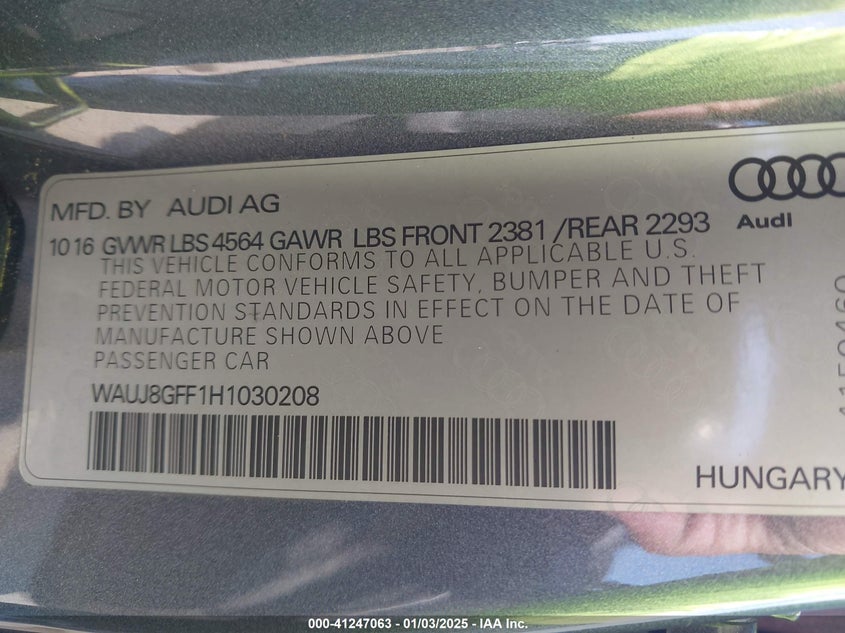 MFD. BY AUDI AG
Audi
10 16 GVWR LBS 4564 GAWR LBS FRONT 2381 /REAR 2293
THIS VEHICLE CONFORMS TO ALL APPLICABLE U.S.
FEDERAL MOTOR VEHICLE SAFETY, BUMPER AND THEFT
PREVENTION STANDARDS IN EFFECT ON THE DATE OF
MANUFACTURE SHOWN ABOVE
PASSENGER CAR
WAUJ8GFF1H1030208
HUNGARY
000-41247063 - 01/03/2025 - IAA Inc.